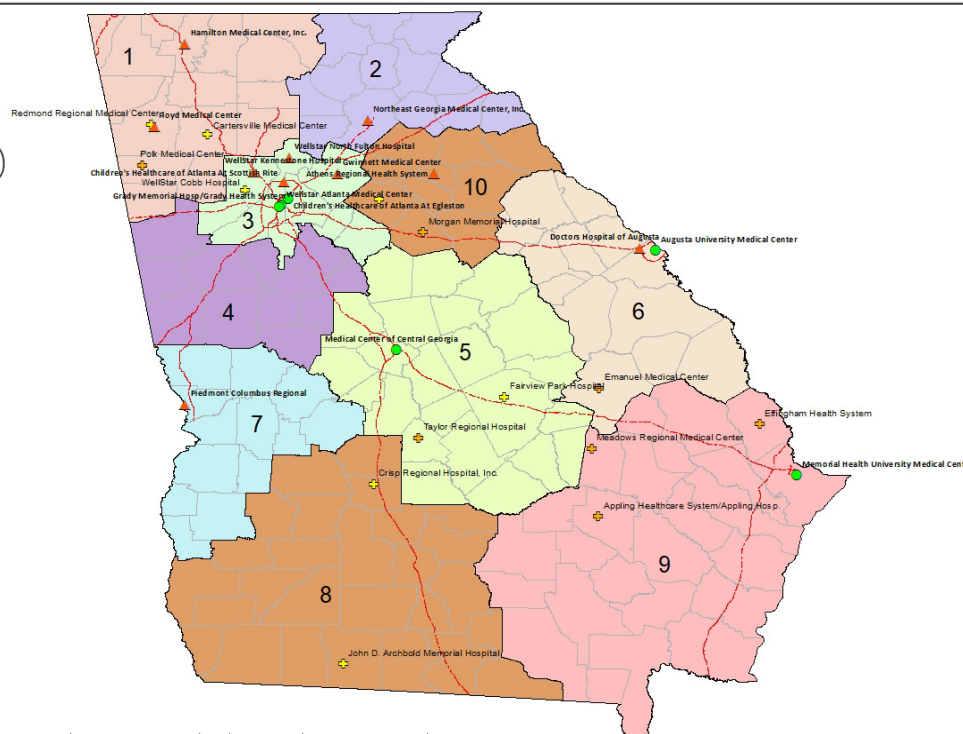 Hamilton Medical Center, Inc.
1
2
Redmond Regional Medical Center
Floyd Medical Center
Northeast Georgia Medical Center, Inc.
Cartersville Medical Center
Wellstar North Fulton Hospital
Polk Medical Center
WellStar Kennestone Hospital
Gwinnett Medical Center
Children's Healthcare of Atlanta At Scottish Rite
Athens Regional Health System
WellStar Cobb Hospital
10
Grady Memorial Hosp/Grady Health System
Wellstar Atlanta Medical Center
Children's Healthcare of Atlanta At Egleston
3
Morgan Memorial Hospital
Doctors Hospital of Augusta
Augusta University Medical Center
4
6
Medical Center of Central Georgia
5
Emanuel Medical Center
Fairview Park Hospital
Piedmont Columbus Regional
7
Effingham Health System
Taylor Regional Hospital
Meadows Regional Medical Center
Crisp Regional Hospital, Inc.
Memorial Health University Medical Cent
Appling Healthcare System/Appling Hosp.
9
8
John D. Archbold Memorial Hospital